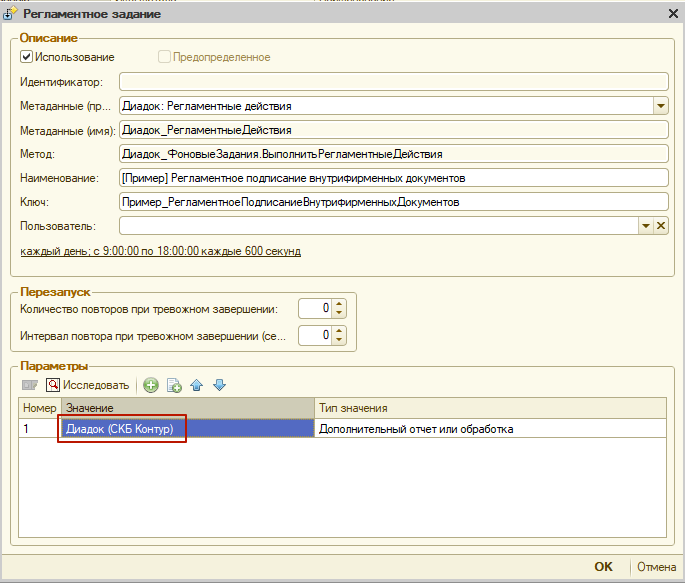 Регламентное задание
Описание
Использование
Предопределенное
Идентификатор:
Метаданные (пр... Диадок: Регламентные действия
Метаданные (имя): Диадок_РегламентныеДействия
Метод: Диадок_ФоновыеЗадания.ВыполнитьРегламентныеДействия
Наименование: [Пример] Регламентное подписание внутрифирменных документов
Ключ: Пример_РегламентноеПодписаниеВнутрифирменныхДокументов
Пользователь:
каждый день; с 9:00:00 по 18:00:00 каждые 600 секунд
Перезапуск
Количество повторов при тревожном завершении: 0
Интервал повтора при тревожном завершении (се... 0
Параметры
Исследовать
Номер Значение Тип значения
1 Диадок (СКБ Контур) Дополнительный отчет или обработка
OK Отмена